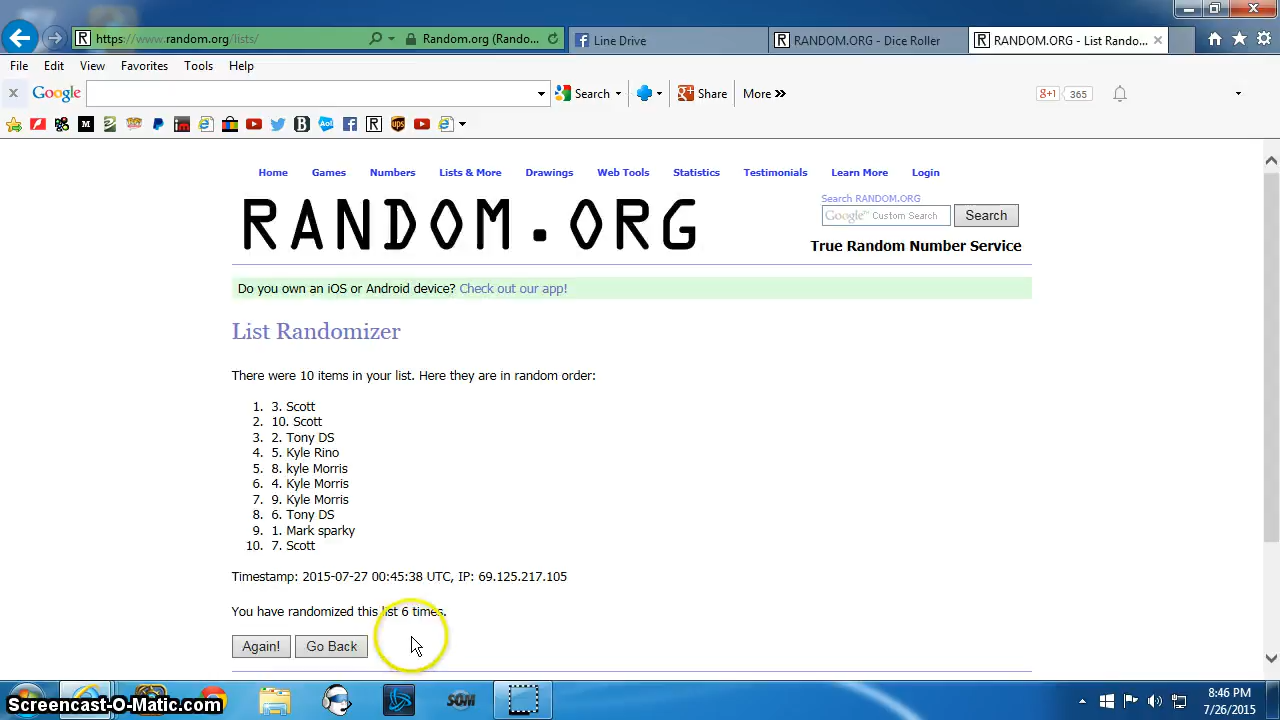 https://www.random.org/lists/
Random.org (Rando...
Line Drive
RANDOM.ORG - Dice Roller
RANDOM.ORG - List Rando...
File Edit View Favorites Tools Help
Google Search Share More »
g+1 365
Home Games Numbers Lists & More Drawings Web Tools Statistics Testimonials Learn More Login
RANDOM.ORG
Search RANDOM.ORG
Google™ Custom Search Search
True Random Number Service
Do you own an iOS or Android device? Check out our app!
List Randomizer
There were 10 items in your list. Here they are in random order:
1. 3. Scott
2. 10. Scott
3. 2. Tony DS
4. 5. Kyle Rino
5. 8. kyle Morris
6. 4. Kyle Morris
7. 9. Kyle Morris
8. 6. Tony DS
9. 1. Mark sparky
10. 7. Scott
Timestamp: 2015-07-27 00:45:38 UTC, IP: 69.125.217.105
You have randomized this list 6 times.
Again! Go Back
SOM
8:46 PM
7/26/2015
Screencast-O-Matic.com